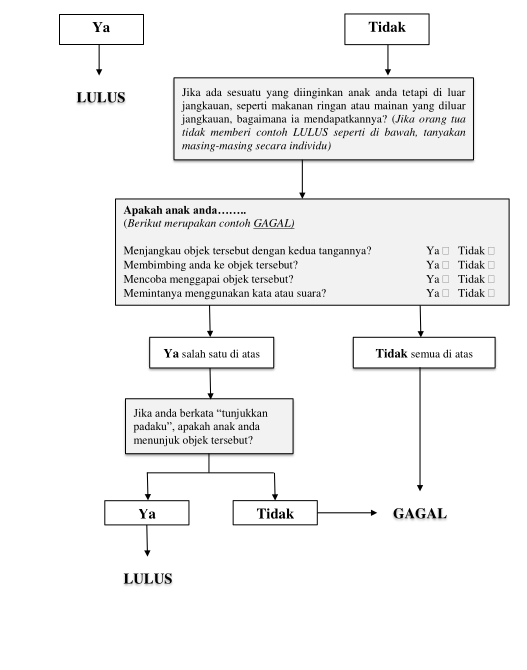 Ya
Tidak
LULUS
Jika ada sesuatu yang diinginkan anak anda tetapi di luar
jangkauan, seperti makanan ringan atau mainan yang diluar
jangkauan, bagaimana ia mendapatkannya? (Jika orang tua
tidak memberi contoh LULUS seperti di bawah, tanyakan
masing-masing secara individu)
Apakah anak anda……..
(Berikut merupakan contoh GAGAL)
Menjangkau objek tersebut dengan kedua tangannya? Ya □ Tidak □
Membimbing anda ke objek tersebut? Ya □ Tidak □
Mencoba menggapai objek tersebut? Ya □ Tidak □
Memintanya menggunakan kata atau suara? Ya □ Tidak □
Ya salah satu di atas
Tidak semua di atas
Jika anda berkata “tunjukkan
padaku”, apakah anak anda
menunjuk objek tersebut?
Ya
Tidak
GAGAL
LULUS